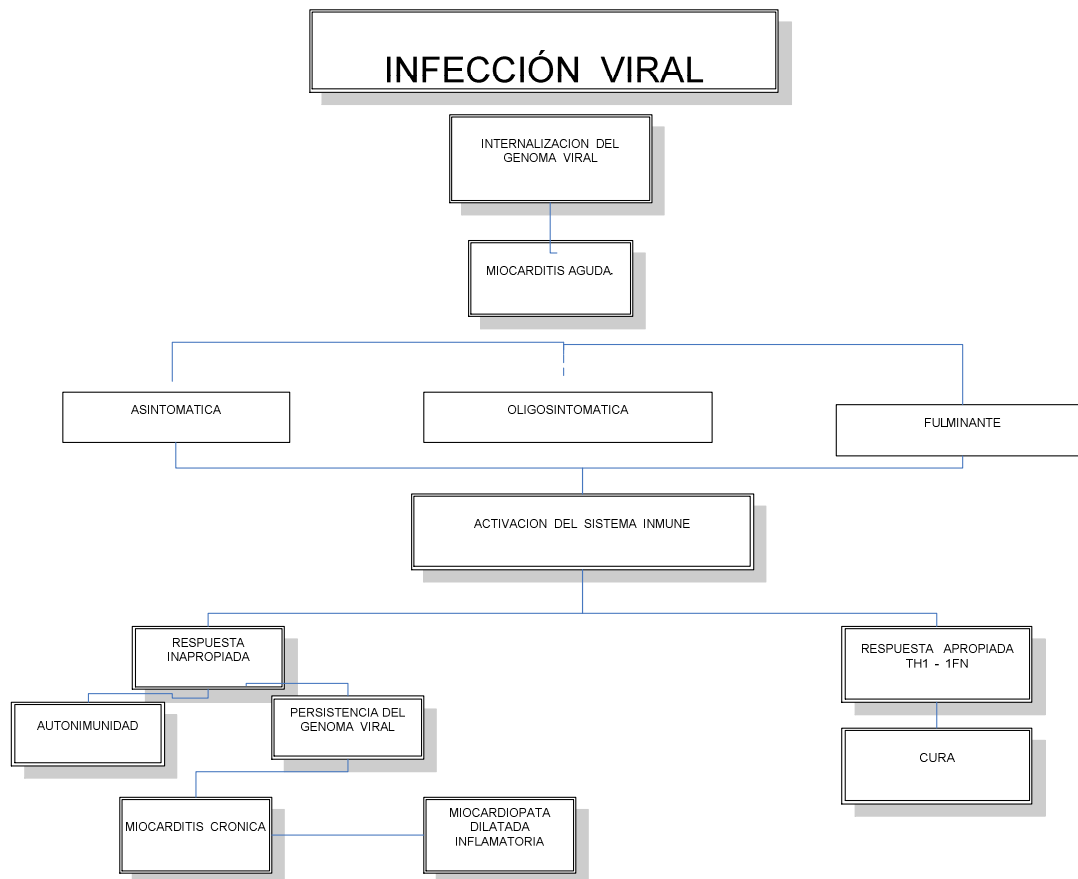 INFECCIÓN VIRAL
INTERNALIZACION DEL
GENOMA VIRAL
MIOCARDITIS AGUDA.
ASINTOMATICA
OLIGOSINTOMATICA
FULMINANTE
ACTIVACION DEL SISTEMA INMUNE
RESPUESTA
INAPROPIADA
RESPUESTA APROPIADA
TH1 - 1FN
AUTONIMUNIDAD
PERSISTENCIA DEL
GENOMA VIRAL
CURA
MIOCARDITIS CRONICA
MIOCARDIOPATA
DILATADA
INFLAMATORIA